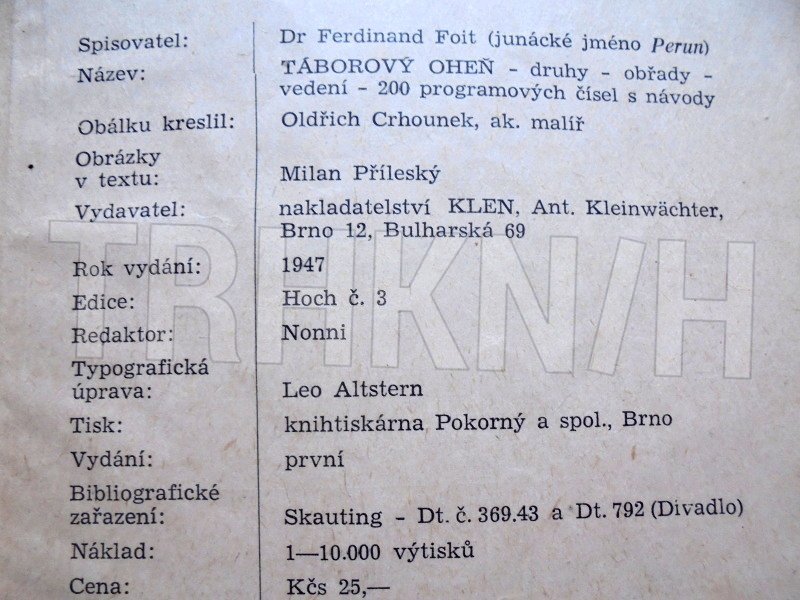 Spisovatel: Dr Ferdinand Foit (junácké jméno Perun)
Název: TÁBOROVÝ OHEŇ - druhy - obřady -
vedení - 200 programových čísel s návody
Obálku kreslil: Oldřich Crhounek, ak. malíř
Obrázky
v textu: Milan Příleský
Vydavatel: nakladatelství KLEN, Ant. Kleinwächter,
Brno 12, Bulharská 69
Rok vydání: 1947
Edice: Hoch č. 3
Redaktor: Nonni
Typografická
úprava: Leo Altstern
Tisk: knihtiskárna Pokorný a spol., Brno
Vydání: první
Bibliografické
zařazení: Skauting - Dt. č. 369.43 a Dt. 792 (Divadlo)
Náklad: 1—10.000 výtisků
Cena: Kčs 25,—
TRHKN/H